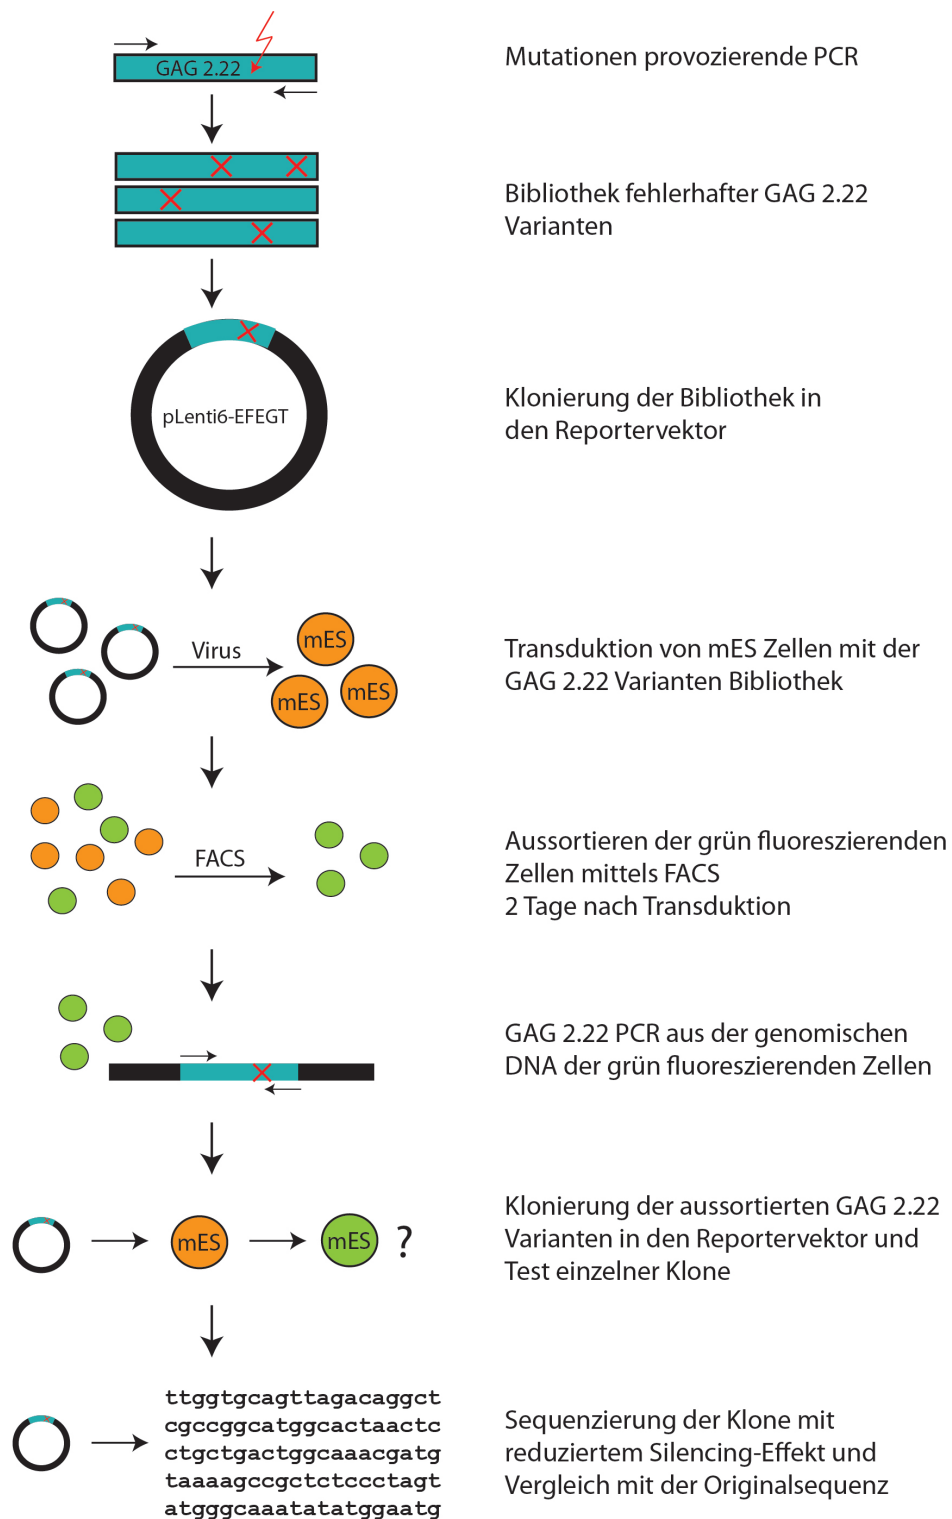 GAG 2.22
Mutationen provozierende PCR
Bibliothek fehlerhafter GAG 2.22
Varianten
pLenti6-EFEGT
Klonierung der Bibliothek in
den Reportervektor
Virus
mES
mES
mES
Transduktion von mES Zellen mit der
GAG 2.22 Varianten Bibliothek
FACS
Aussortieren der grün fluoreszierenden
Zellen mittels FACS
2 Tage nach Transduktion
GAG 2.22 PCR aus der genomischen
DNA der grün fluoreszierenden Zellen
mES
mES
?
Klonierung der aussortierten GAG 2.22
Varianten in den Reportervektor und
Test einzelner Klone
ttggtgcagttagacaggct
cgccggcatggcactaactc
ctgctgactggcaaacgatg
taaaagccgctctccctagt
atgggcaaatatatggaatg
Sequenzierung der Klone mit
reduziertem Silencing-Effekt und
Vergleich mit der Originalsequenz